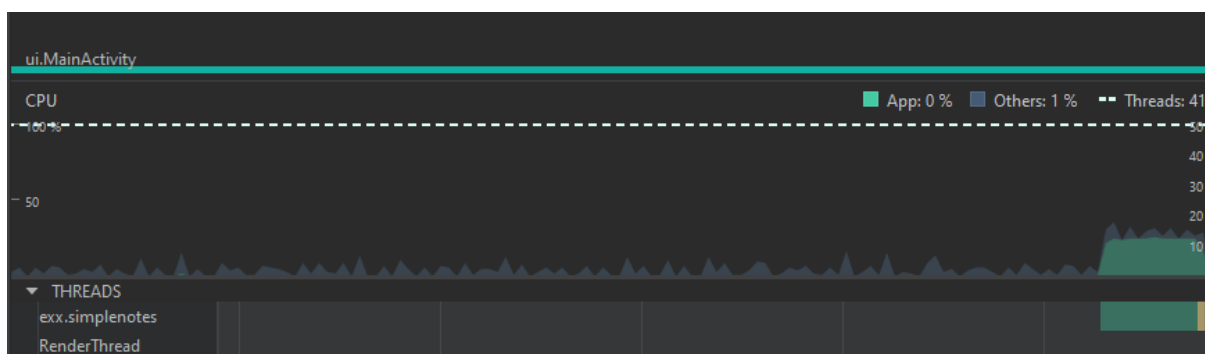 ui.MainActivity
CPU App: 0 % Others: 1 % Threads: 41
100 % 50
40
30
50
20
10
THREADS
exx.simplenotes
RenderThread